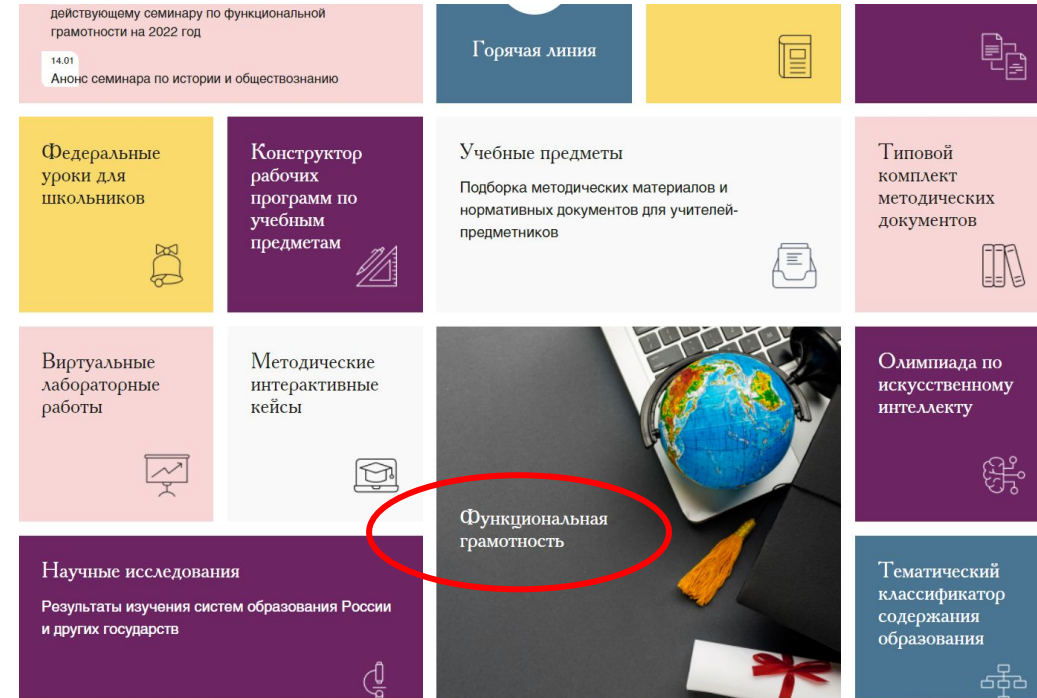 действующему семинару по функциональной
грамотности на 2022 год
14.01
Анонс семинара по истории и обществознанию
Горячая линия
Федеральные
уроки для
школьников
Конструктор
рабочих
программ по
учебным
предметам
Учебные предметы
Подборка методических материалов и
нормативных документов для учителей-
предметников
Типовой
комплект
методических
документов
Виртуальные
лабораторные
работы
Методические
интерактивные
кейсы
Функциональная
грамотность
Олимпиада по
искусственному
интеллекту
Научные исследования
Результаты изучения систем образования России
и других государств
Тематический
классификатор
содержания
образования